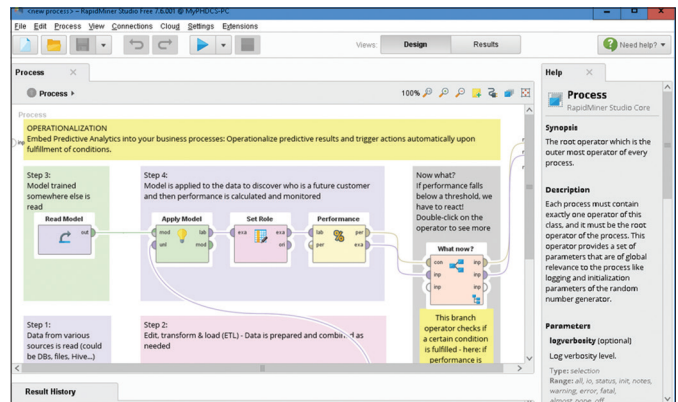 <new process> – RapidMiner Studio Free 7.6.001 @ MyPHDCS-PC
File Edit Process View Connections Cloud Settings Extensions
Views: Design Results Need help?
Process
Process
100%
Process
OPERATIONALIZATION
Embed Predictive Analytics into your business processes: Operationalize predictive results and trigger actions automatically upon
fulfillment of conditions.
inp
Step 3:
Model trained
somewhere else is
read
Read Model
out
Step 4:
Model is applied to the data to discover who is a future customer
and then performance is calculated and monitored
Apply Model
mod lab
unl mod
Set Role
exa exa
ori
Performance
lab per
per exa
Now what?
If performance falls
below a threshold, we
have to react!
Double-click on the
operator to see more
What now?
con inp
inp inp
inp inp
This branch
operator checks if
a certain condition
is fulfilled - here: if
performance is
Step 1:
Data from various
sources is read (could
be DBs, files, Hive...)
Step 2:
Edit, transform & load (ETL) - Data is prepared and combined as
needed
Result History
Help
Process
RapidMiner Studio Core
Synopsis
The root operator which is the
outer most operator of every
process.
Description
Each process must contain
exactly one operator of this
class, and it must be the root
operator of the process. This
operator provides a set of
parameters that are of global
relevance to the process like
logging and initialization
parameters of the random
number generator.
Parameters
logverbosity (optional)
Log verbosity level.
Type: selection
Range: all, io, status, init, notes,
warning, error, fatal,
almost none, off